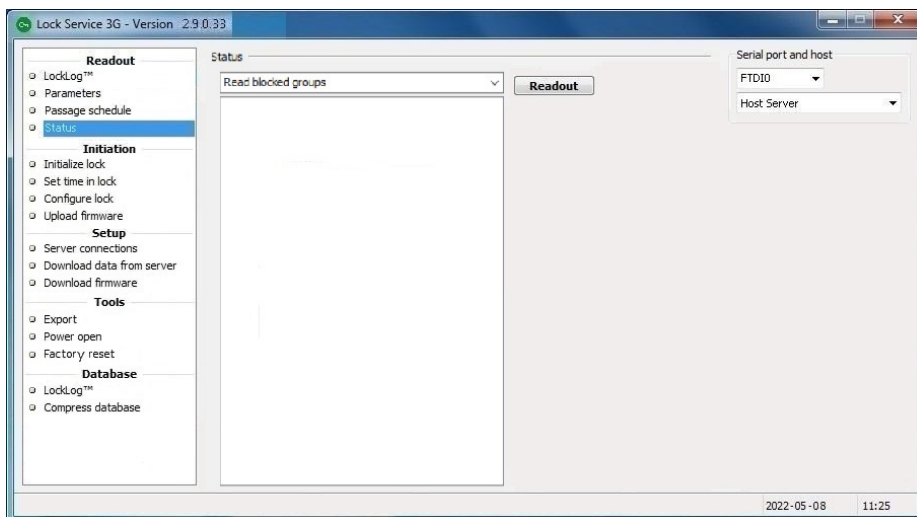 Lock Service 3G - Version 2.9.0.33
Readout
LockLog™
Parameters
Passage schedule
Status
Initiation
Initialize lock
Set time in lock
Configure lock
Upload firmware
Setup
Server connections
Download data from server
Download firmware
Tools
Export
Power open
Factory reset
Database
LockLog™
Compress database
Status
Read blocked groups
Readout
Serial port and host
FTDI0
Host Server
2022-05-08 11:25